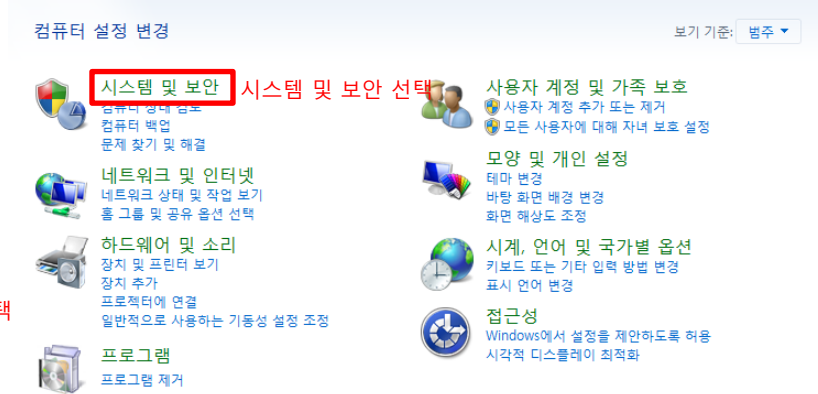 컴퓨터 설정 변경
보기 기준: 범주
시스템 및 보안
시스템 및 보안 선택
컴퓨터 상태 검토
컴퓨터 백업
문제 찾기 및 해결
네트워크 및 인터넷
네트워크 상태 및 작업 보기
홈 그룹 및 공유 옵션 선택
하드웨어 및 소리
장치 및 프린터 보기
장치 추가
프로젝터에 연결
일반적으로 사용하는 기동성 설정 조정
택
프로그램
프로그램 제거
사용자 계정 및 가족 보호
사용자 계정 추가 또는 제거
모든 사용자에 대해 자녀 보호 설정
모양 및 개인 설정
테마 변경
바탕 화면 배경 변경
화면 해상도 조정
시계, 언어 및 국가별 옵션
키보드 또는 기타 입력 방법 변경
표시 언어 변경
접근성
Windows에서 설정을 제안하도록 허용
시각적 디스플레이 최적화